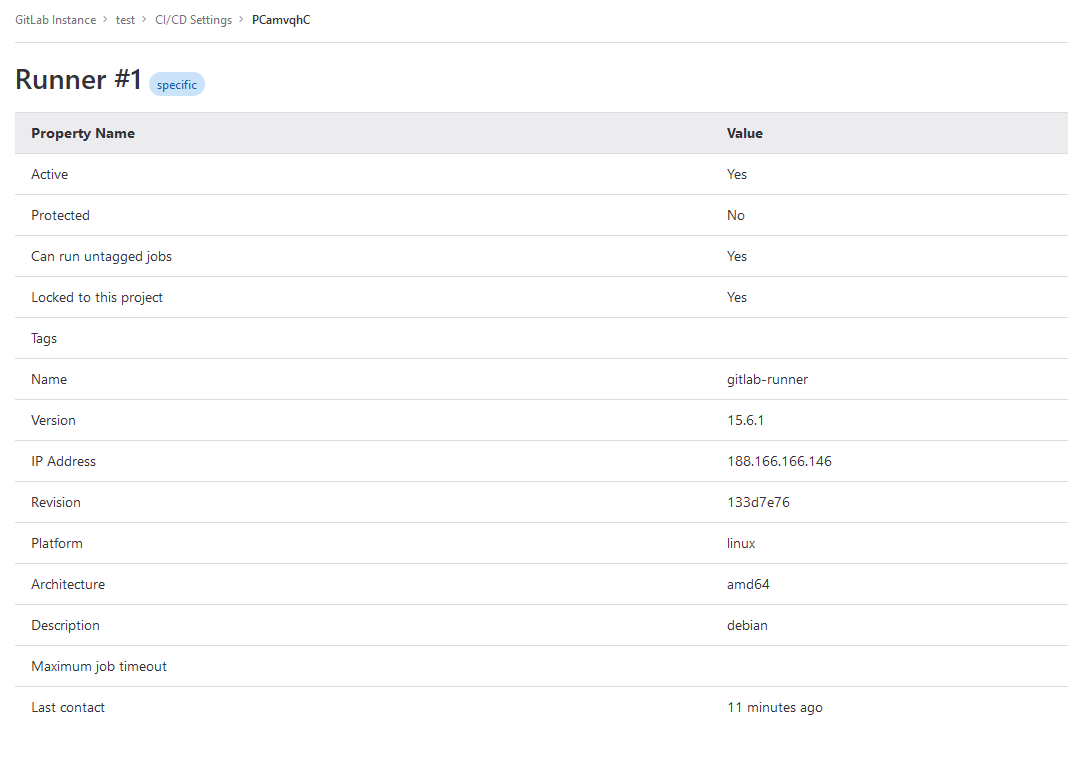 GitLab Instance > test > CI/CD Settings > PCamvqhC
Runner #1 specific
Property Name Value
Active Yes
Protected No
Can run untagged jobs Yes
Locked to this project Yes
Tags
Name gitlab-runner
Version 15.6.1
IP Address 188.166.166.146
Revision 133d7e76
Platform linux
Architecture amd64
Description debian
Maximum job timeout
Last contact 11 minutes ago